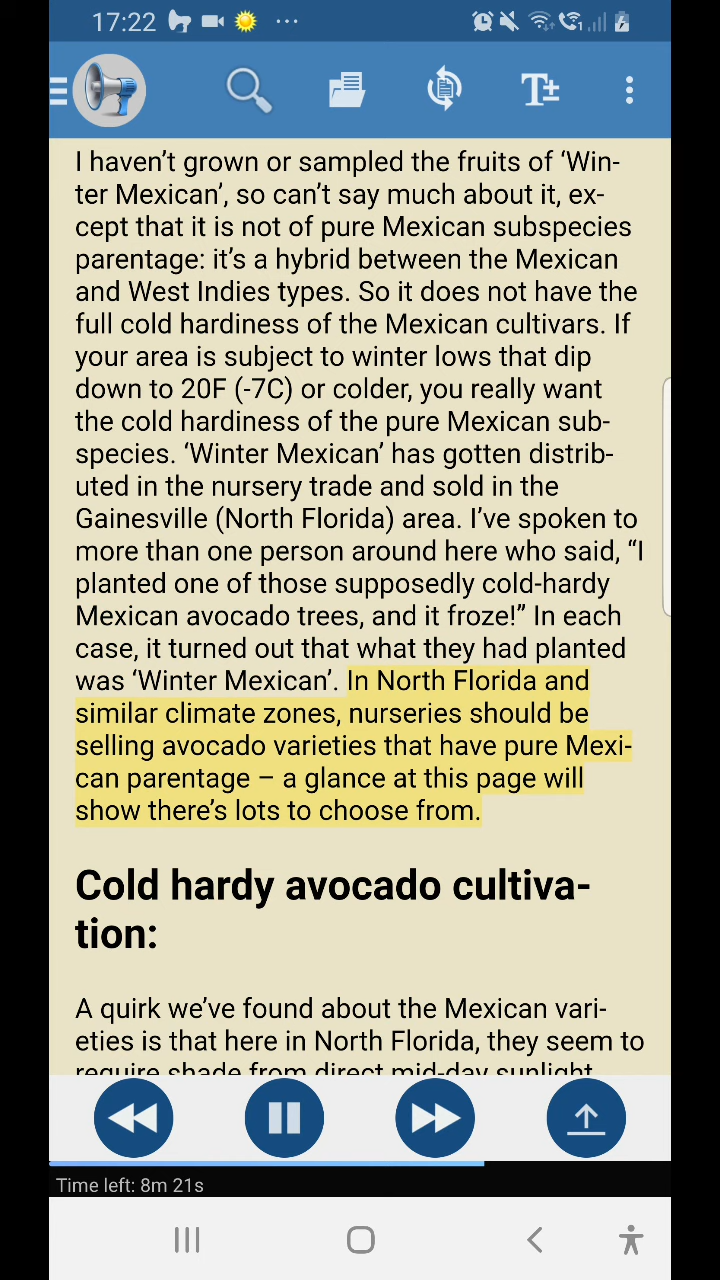 17:22
I haven’t grown or sampled the fruits of ‘Win-
ter Mexican’, so can’t say much about it, ex-
cept that it is not of pure Mexican subspecies
parentage: it’s a hybrid between the Mexican
and West Indies types. So it does not have the
full cold hardiness of the Mexican cultivars. If
your area is subject to winter lows that dip
down to 20F (-7C) or colder, you really want
the cold hardiness of the pure Mexican sub-
species. ‘Winter Mexican’ has gotten distrib-
uted in the nursery trade and sold in the
Gainesville (North Florida) area. I’ve spoken to
more than one person around here who said, “I
planted one of those supposedly cold-hardy
Mexican avocado trees, and it froze!” In each
case, it turned out that what they had planted
was ‘Winter Mexican’. In North Florida and
similar climate zones, nurseries should be
selling avocado varieties that have pure Mexi-
can parentage – a glance at this page will
show there’s lots to choose from.
Cold hardy avocado cultiva-
tion:
A quirk we’ve found about the Mexican vari-
eties is that here in North Florida, they seem to
require shade from direct mid-day sunlight
Time left: 8m 21s